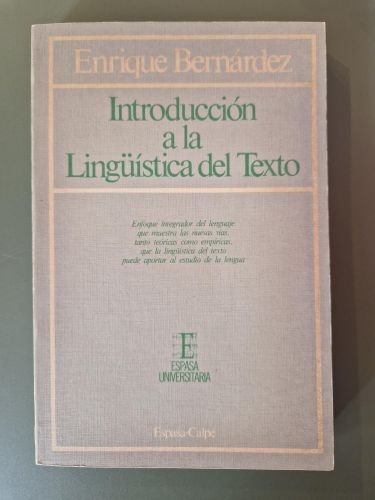 Enrique Bernárdez
Introducción
a la
Lingüística del Texto
Enfoque integrador del lenguaje
que muestra las nuevas vías,
tanto teóricas como empíricas,
que la lingüística del texto
puede aportar al estudio de la lengua
E
ESPASA
UNIVERSITARIA
Espasa-Calpe